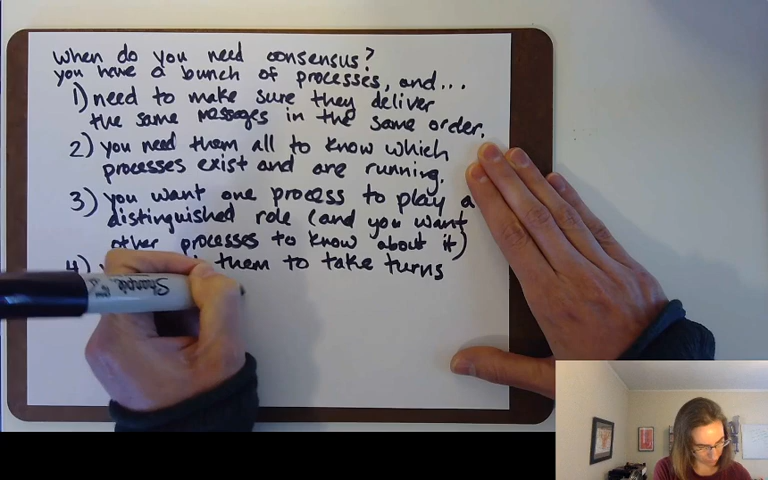 when do you need consensus?
you have a bunch of processes, and...
1) need to make sure they deliver
the same messages in the same order.
2) you need them all to know which
processes exist and are running.
3) you want one process to play a
distinguished role (and you want
other processes to know about it)
4) them to take turns
Sharpie